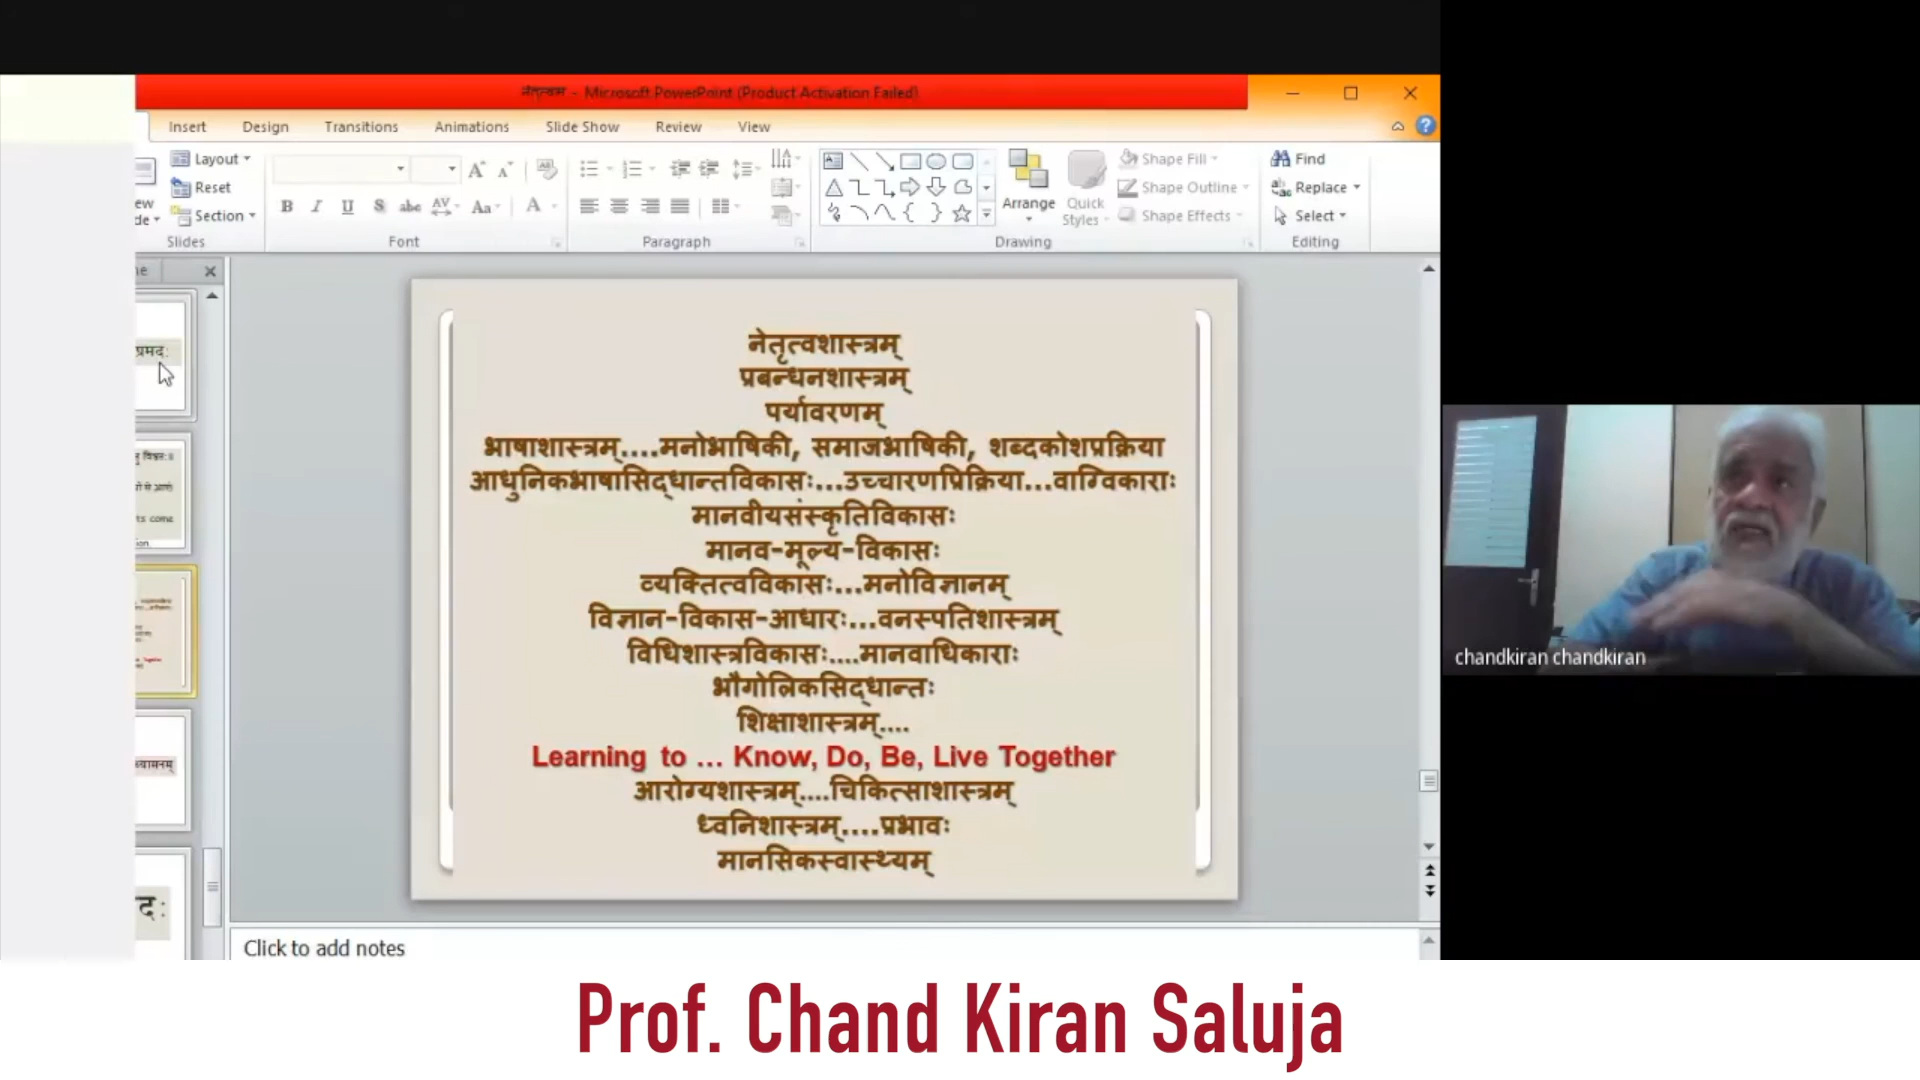 नेतृत्वम - Microsoft PowerPoint (Product Activation Failed)
Insert Design Transitions Animations Slide Show Review View
Layout
Reset
Section
Slides
Font
Paragraph
Arrange
Quick Styles
Shape Fill
Shape Outline
Shape Effects
Drawing
Find
Replace
Select
Editing
प्रमदः
नेतृत्वशास्त्रम्
प्रबन्धनशास्त्रम्
पर्यावरणम्
भाषाशास्त्रम्....मनोभाषिकी, समाजभाषिकी, शब्दकोशप्रक्रिया
आधुनिकभाषासिद्धान्तविकासः...उच्चारणप्रिक्रिया...वाग्विकाराः
मानवीयसंस्कृतिविकासः
मानव-मूल्य-विकासः
व्यक्तित्वविकासः...मनोविज्ञानम्
विज्ञान-विकास-आधारः...वनस्पतिशास्त्रम्
विधिशास्त्रविकासः....मानवाधिकाराः
भौगोलिकसिद्धान्तः
शिक्षाशास्त्रम्....
Learning to ... Know, Do, Be, Live Together
आरोग्यशास्त्रम्....चिकित्साशास्त्रम्
ध्वनिशास्त्रम्....प्रभावः
मानसिकस्वास्थ्यम्
Click to add notes
chandkiran chandkiran
Prof. Chand Kiran Saluja